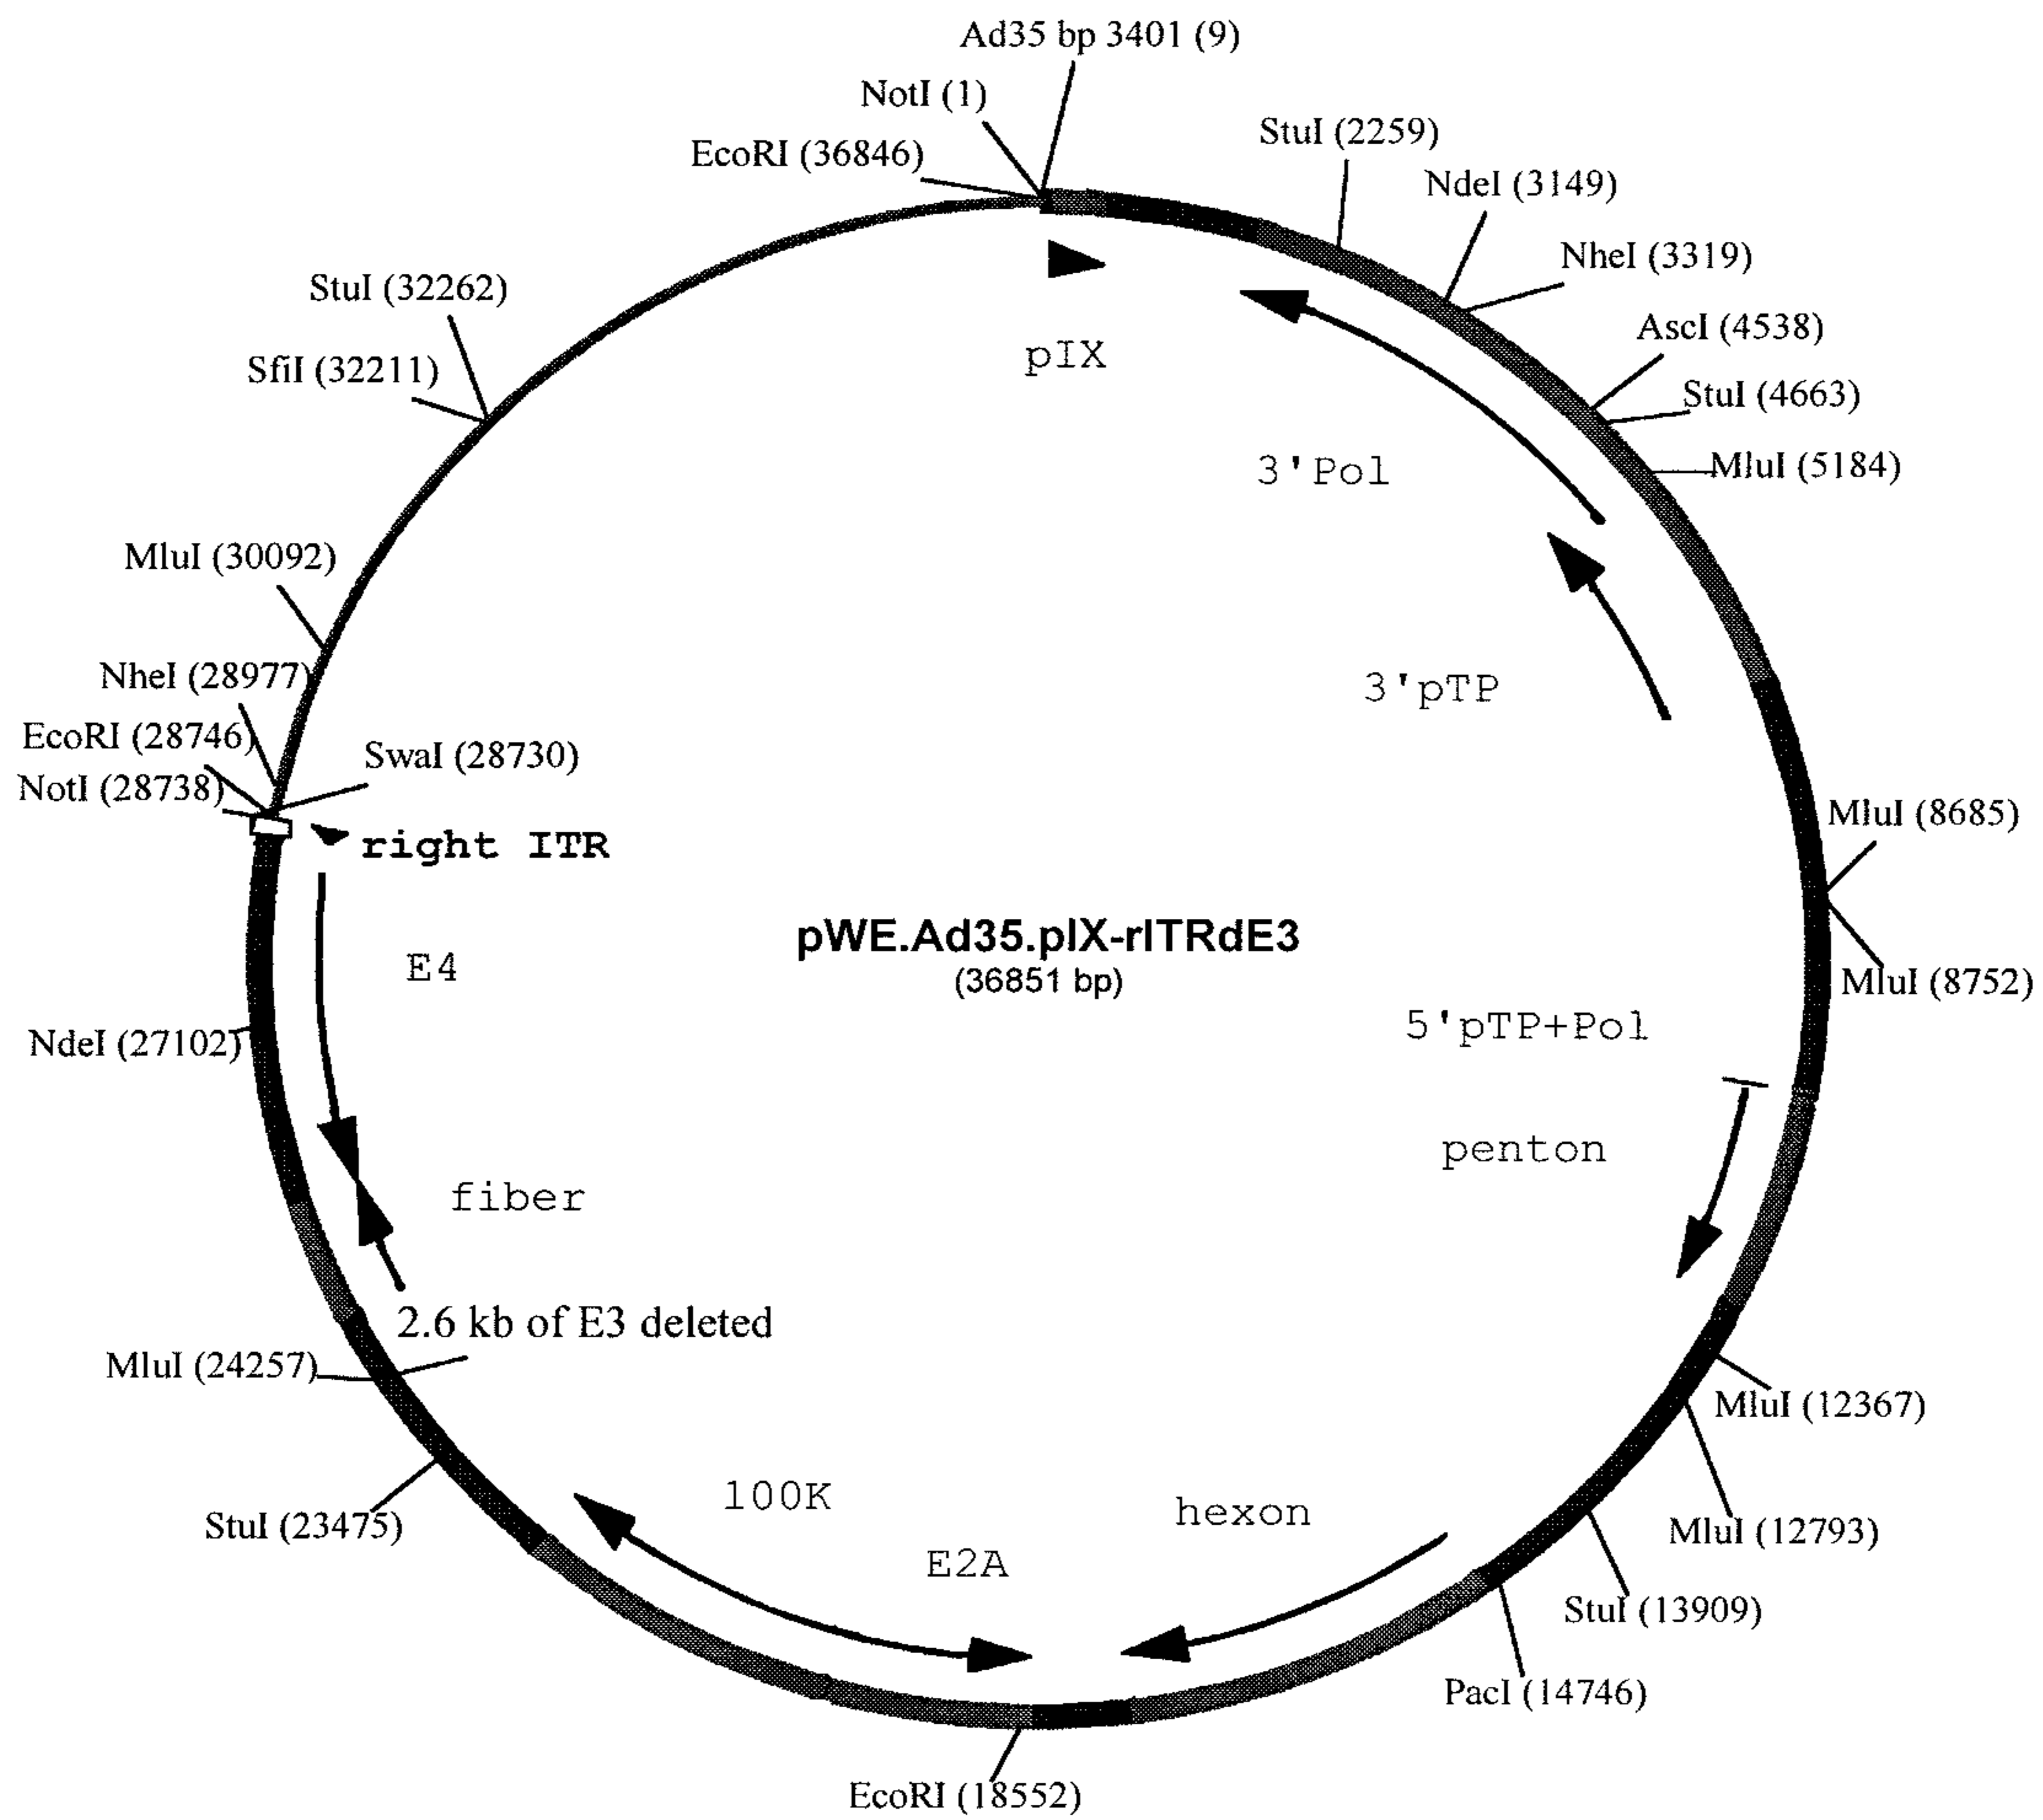 Ad35 bp 3401 (9)
NotI (1)
EcoRI (36846)
StuI (2259)
NdeI (3149)
NheI (3319)
AscI (4538)
StuI (4663)
MluI (5184)
StuI (32262)
SfiI (32211)
pIX
3'Pol
MluI (30092)
NheI (28977)
3'pTP
EcoRI (28746)
SwaI (28730)
NotI (28738)
MluI (8685)
right ITR
pWE.Ad35.pIX-rITRdE3
(36851 bp)
E4
MluI (8752)
5'pTP+Pol
NdeI (27102)
penton
fiber
2.6 kb of E3 deleted
MluI (24257)
MluI (12367)
100K
hexon
StuI (23475)
MluI (12793)
E2A
StuI (13909)
PacI (14746)
EcoRI (18552)